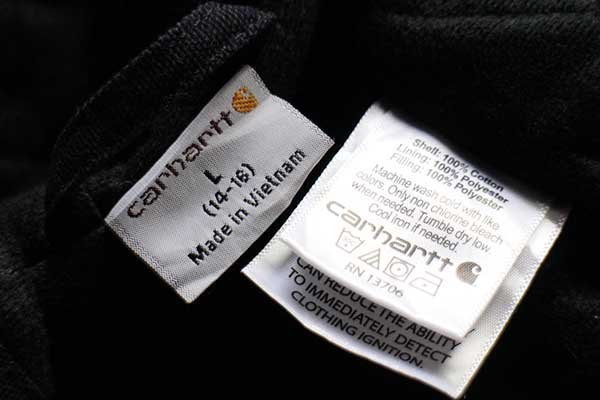 carhartt
L
(14-16)
Made in Vietnam
Shell: 100% Cotton
Lining: 100% Polyester
Filling: 100% Polyester
Machine wash cold with like
colors. Only non chlorine bleach
when needed. Tumble dry low.
Cool iron if needed.
carhartt
RN 13706
CAN REDUCE THE ABILITY
TO IMMEDIATELY DETECT
CLOTHING IGNITION.